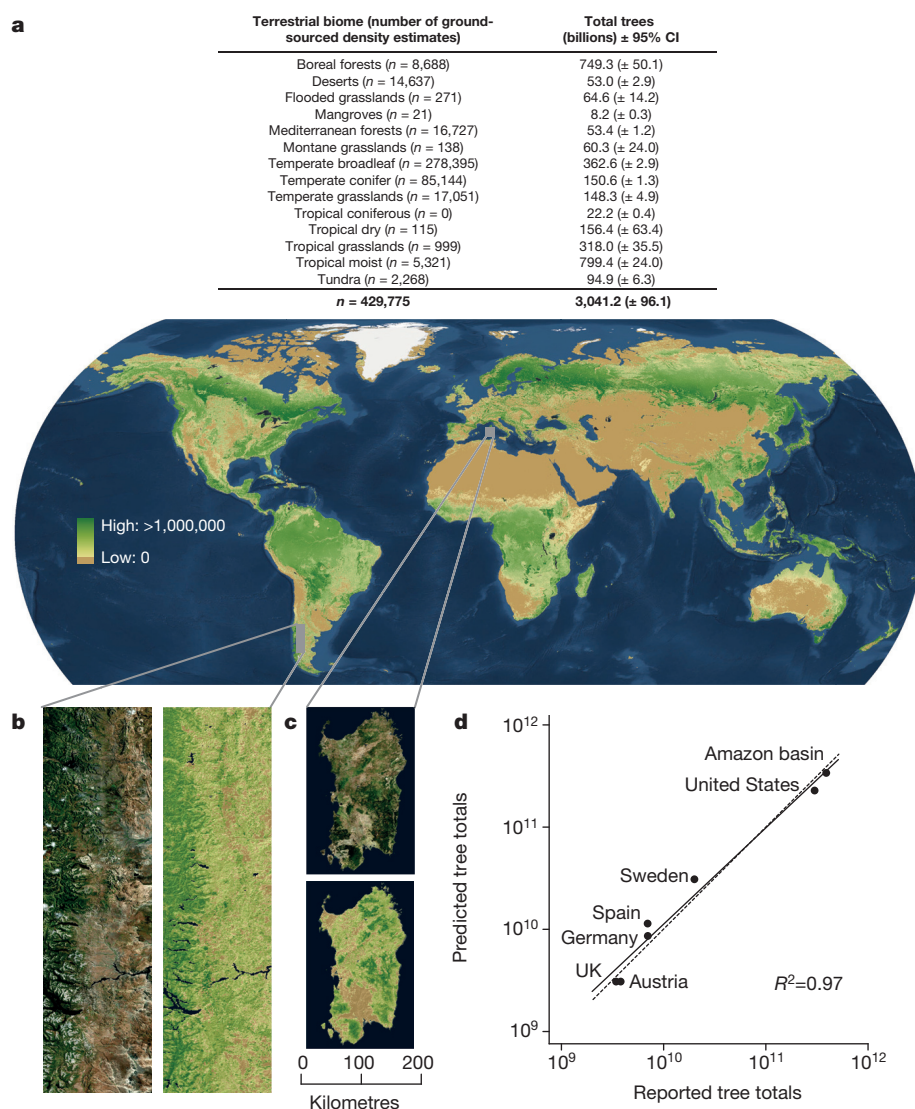 a
Terrestrial biome (number of ground-sourced density estimates) Total trees (billions) ± 95% CI
Boreal forests (n = 8,688) 749.3 (± 50.1)
Deserts (n = 14,637) 53.0 (± 2.9)
Flooded grasslands (n = 271) 64.6 (± 14.2)
Mangroves (n = 21) 8.2 (± 0.3)
Mediterranean forests (n = 16,727) 53.4 (± 1.2)
Montane grasslands (n = 138) 60.3 (± 24.0)
Temperate broadleaf (n = 278,395) 362.6 (± 2.9)
Temperate conifer (n = 85,144) 150.6 (± 1.3)
Temperate grasslands (n = 17,051) 148.3 (± 4.9)
Tropical coniferous (n = 0) 22.2 (± 0.4)
Tropical dry (n = 115) 156.4 (± 63.4)
Tropical grasslands (n = 999) 318.0 (± 35.5)
Tropical moist (n = 5,321) 799.4 (± 24.0)
Tundra (n = 2,268) 94.9 (± 6.3)
n = 429,775 3,041.2 (± 96.1)
High: >1,000,000
Low: 0
b
c
0 100 200
Kilometres
d
Predicted tree totals
10¹²
10¹¹
10¹⁰
10⁹
Amazon basin
United States
Sweden
Spain
Germany
UK
Austria
R²=0.97
10⁹ 10¹⁰ 10¹¹ 10¹²
Reported tree totals